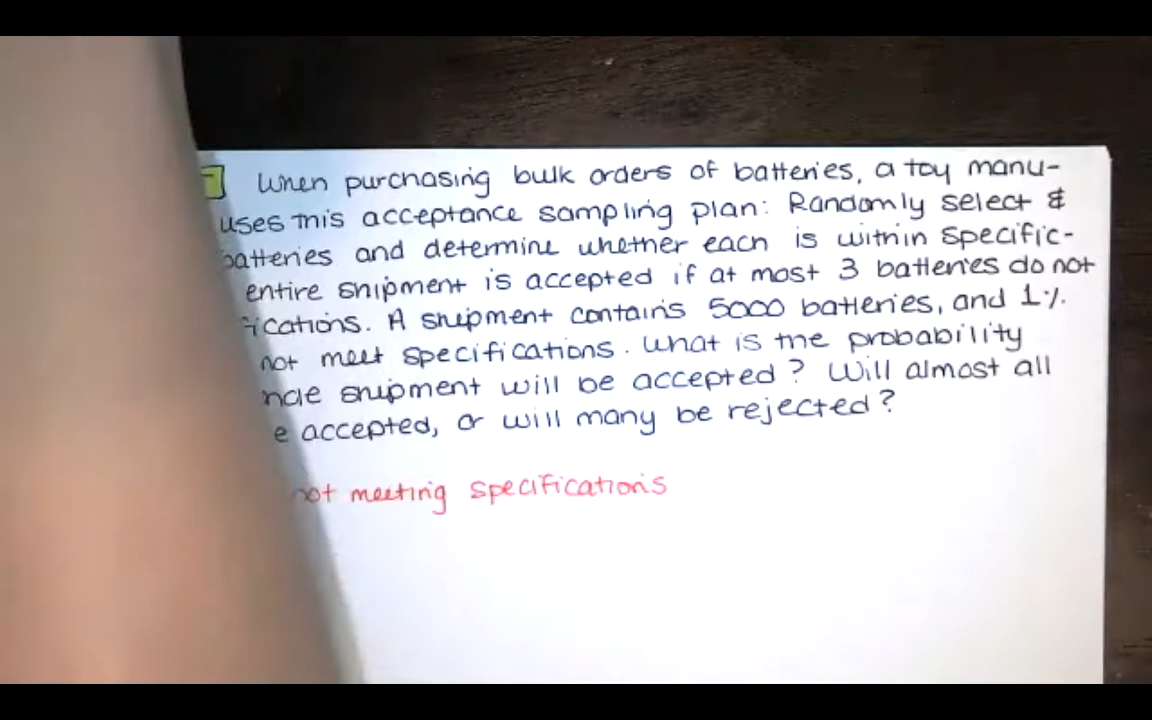 When purchasing bulk orders of batteries, a toy manu-
uses this acceptance sampling plan: Randomly select &
batteries and determine whether each is within specific-
entire shipment is accepted if at most 3 batteries do not
ications. A shipment contains 5000 batteries, and 1%
not meet specifications. What is the probability
shipment will be accepted? Will almost all
accepted, or will many be rejected?
not meeting specifications